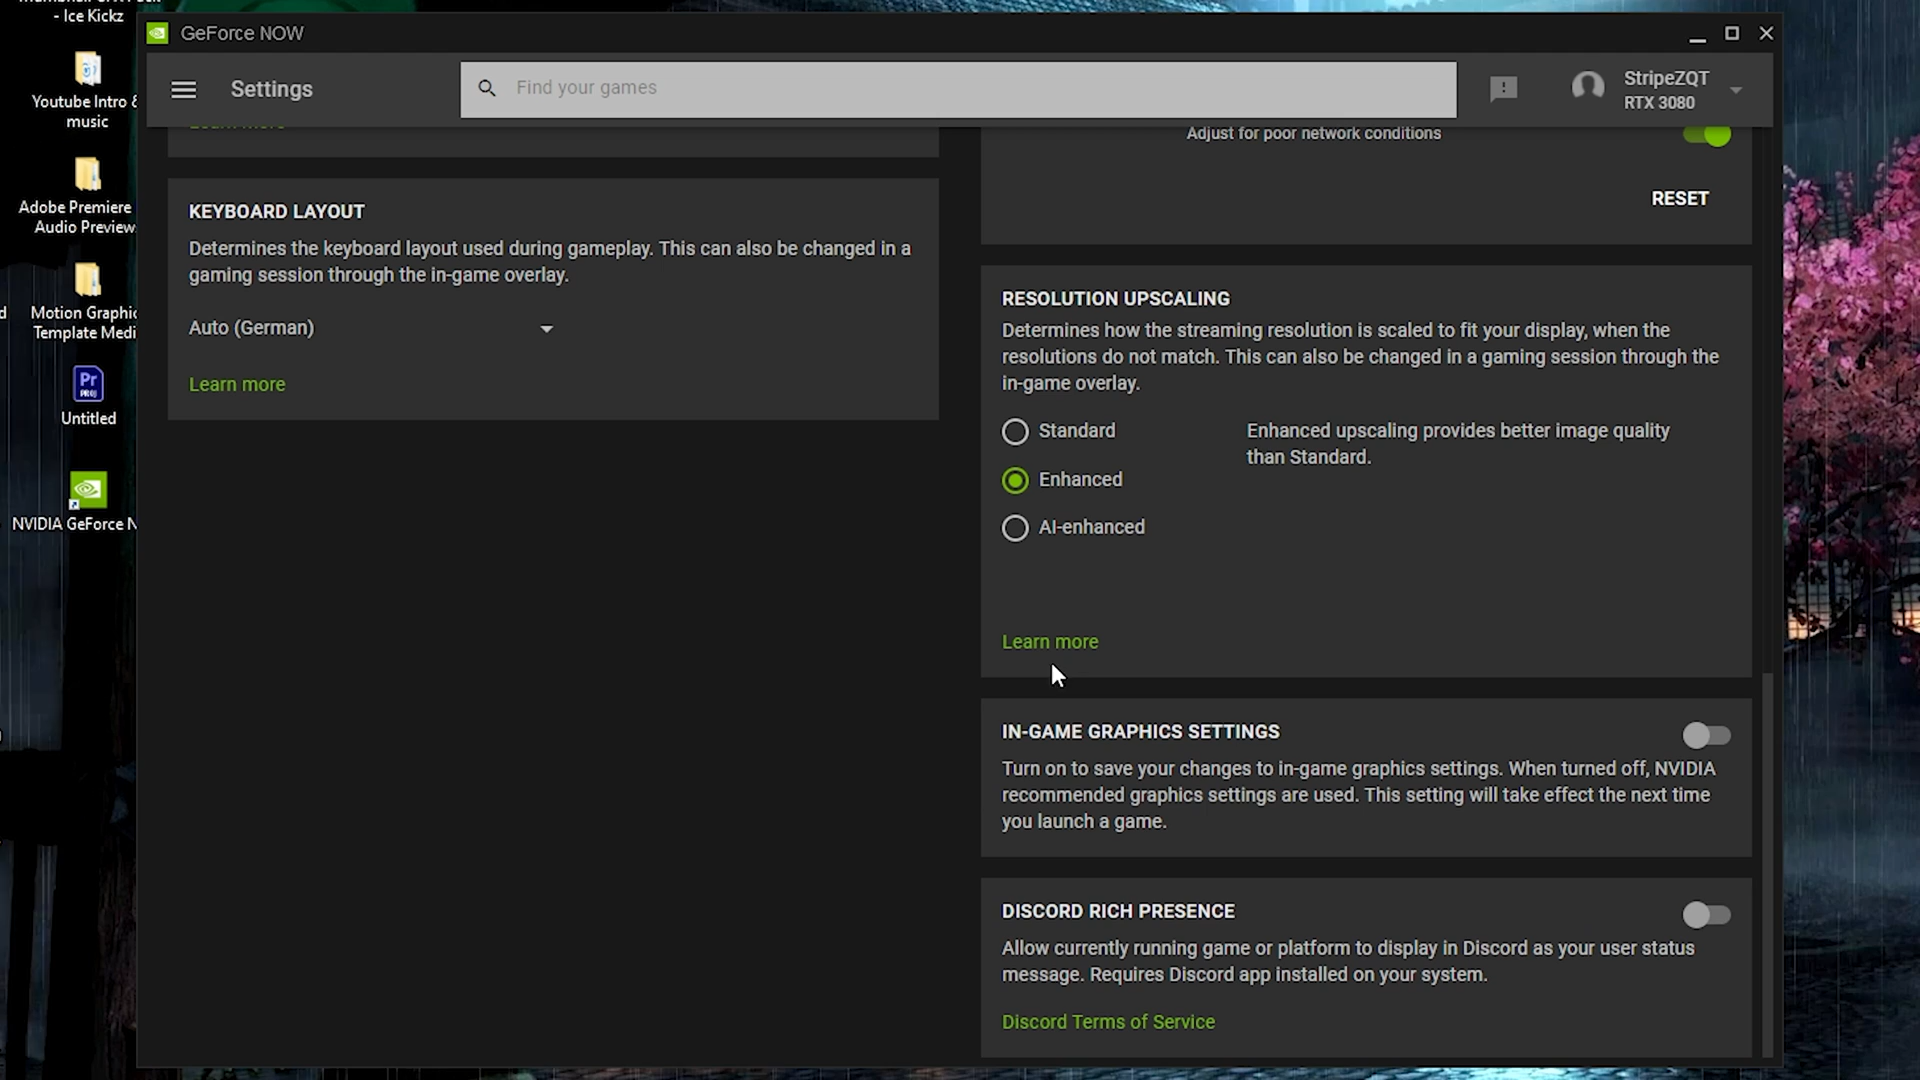 - Ice Kickz
Youtube Intro &
music
Adobe Premiere
Audio Preview
Motion Graphic
Template Medi
Pr
PROJ
Untitled
NVIDIA GeForce N
GeForce NOW
Settings
Find your games
StripeZQT
RTX 3080
Learn more
KEYBOARD LAYOUT
Determines the keyboard layout used during gameplay. This can also be changed in a
gaming session through the in-game overlay.
Auto (German)
Learn more
Adjust for poor network conditions
RESET
RESOLUTION UPSCALING
Determines how the streaming resolution is scaled to fit your display, when the
resolutions do not match. This can also be changed in a gaming session through the
in-game overlay.
Standard
Enhanced
AI-enhanced
Enhanced upscaling provides better image quality
than Standard.
Learn more
IN-GAME GRAPHICS SETTINGS
Turn on to save your changes to in-game graphics settings. When turned off, NVIDIA
recommended graphics settings are used. This setting will take effect the next time
you launch a game.
DISCORD RICH PRESENCE
Allow currently running game or platform to display in Discord as your user status
message. Requires Discord app installed on your system.
Discord Terms of Service